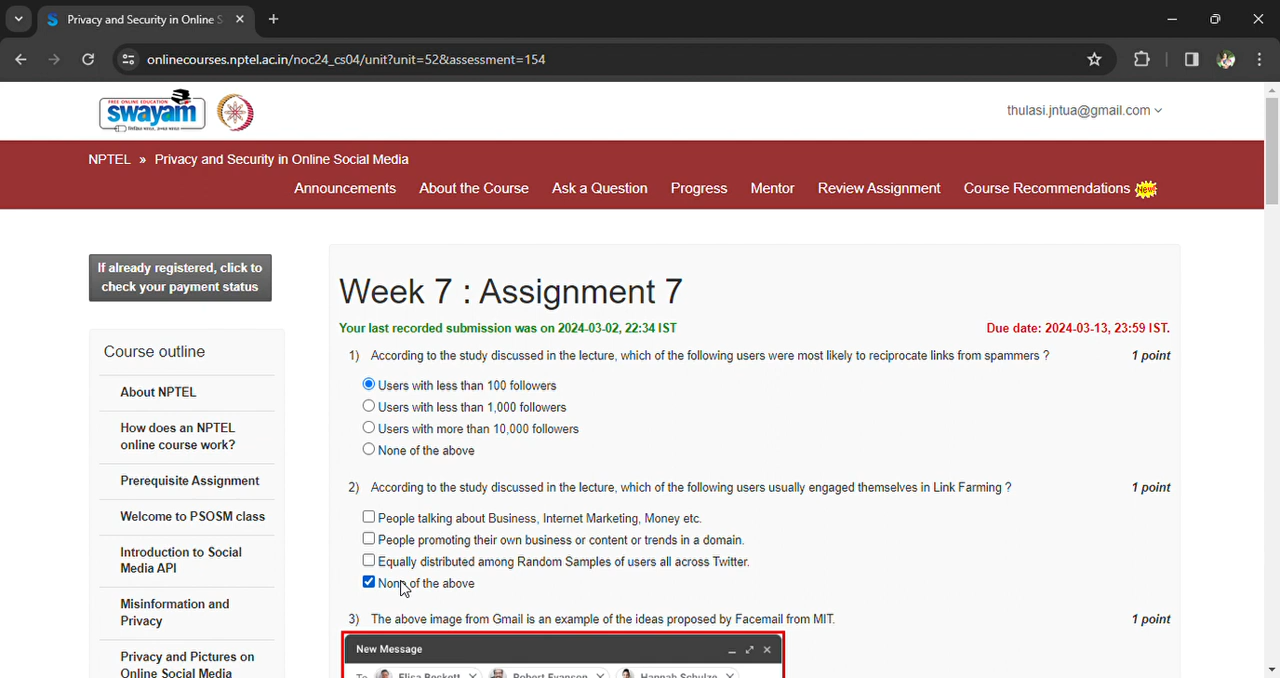 Privacy and Security in Online S
onlinecourses.nptel.ac.in/noc24_cs04/unit?unit=52&assessment=154
FREE ONLINE EDUCATION
swayam
thulasi.jntua@gmail.com
NPTEL » Privacy and Security in Online Social Media
Announcements About the Course Ask a Question Progress Mentor Review Assignment Course Recommendations New!
If already registered, click to
check your payment status
Course outline
About NPTEL
How does an NPTEL
online course work?
Prerequisite Assignment
Welcome to PSOSM class
Introduction to Social
Media API
Misinformation and
Privacy
Privacy and Pictures on
Online Social Media
Week 7 : Assignment 7
Your last recorded submission was on 2024-03-02, 22:34 IST
Due date: 2024-03-13, 23:59 IST.
1) According to the study discussed in the lecture, which of the following users were most likely to reciprocate links from spammers ? 1 point
Users with less than 100 followers
Users with less than 1,000 followers
Users with more than 10,000 followers
None of the above
2) According to the study discussed in the lecture, which of the following users usually engaged themselves in Link Farming ? 1 point
People talking about Business, Internet Marketing, Money etc.
People promoting their own business or content or trends in a domain.
Equally distributed among Random Samples of users all across Twitter.
None of the above
3) The above image from Gmail is an example of the ideas proposed by Facemail from MIT. 1 point
New Message
To Elisa Beckett Robert Evanson Hannah Schulze